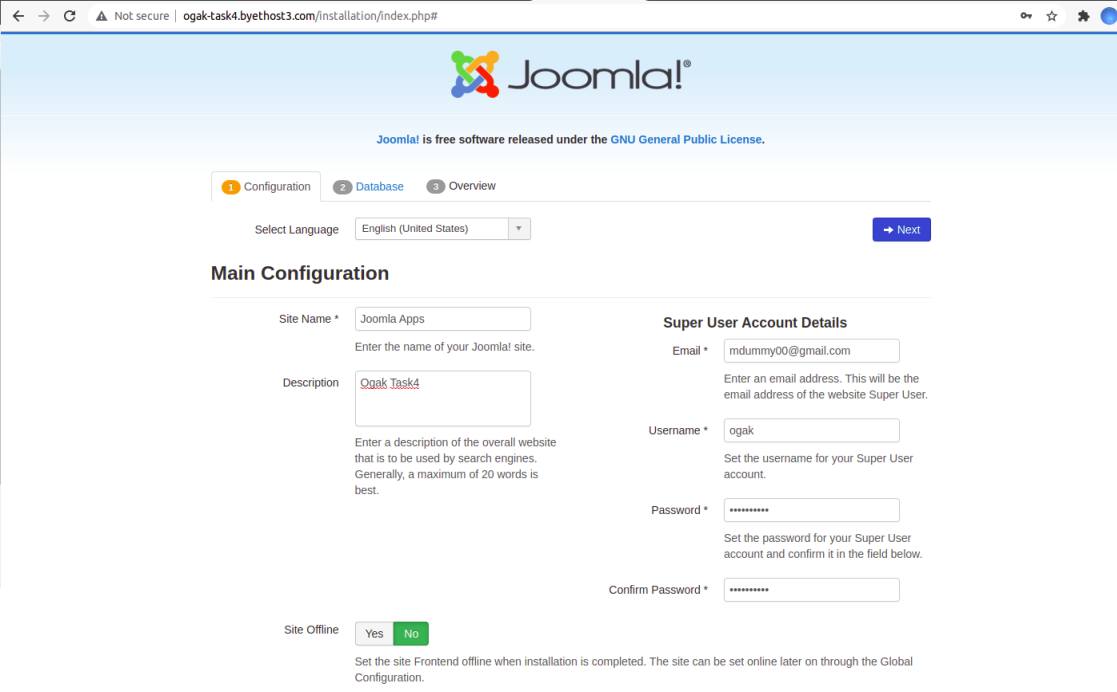 Not secure | ogak-task4.byethost3.com/installation/index.php#
Joomla!®
Joomla! is free software released under the GNU General Public License.
1 Configuration 2 Database 3 Overview
Select Language English (United States) Next
Main Configuration
Site Name * Joomla Apps
Enter the name of your Joomla! site.
Description Ogak Task4
Enter a description of the overall website
that is to be used by search engines.
Generally, a maximum of 20 words is
best.
Super User Account Details
Email * mdummy00@gmail.com
Enter an email address. This will be the
email address of the website Super User.
Username * ogak
Set the username for your Super User
account.
Password * ••••••••••
Set the password for your Super User
account and confirm it in the field below.
Confirm Password * ••••••••••
Site Offline Yes No
Set the site Frontend offline when installation is completed. The site can be set online later on through the Global
Configuration.